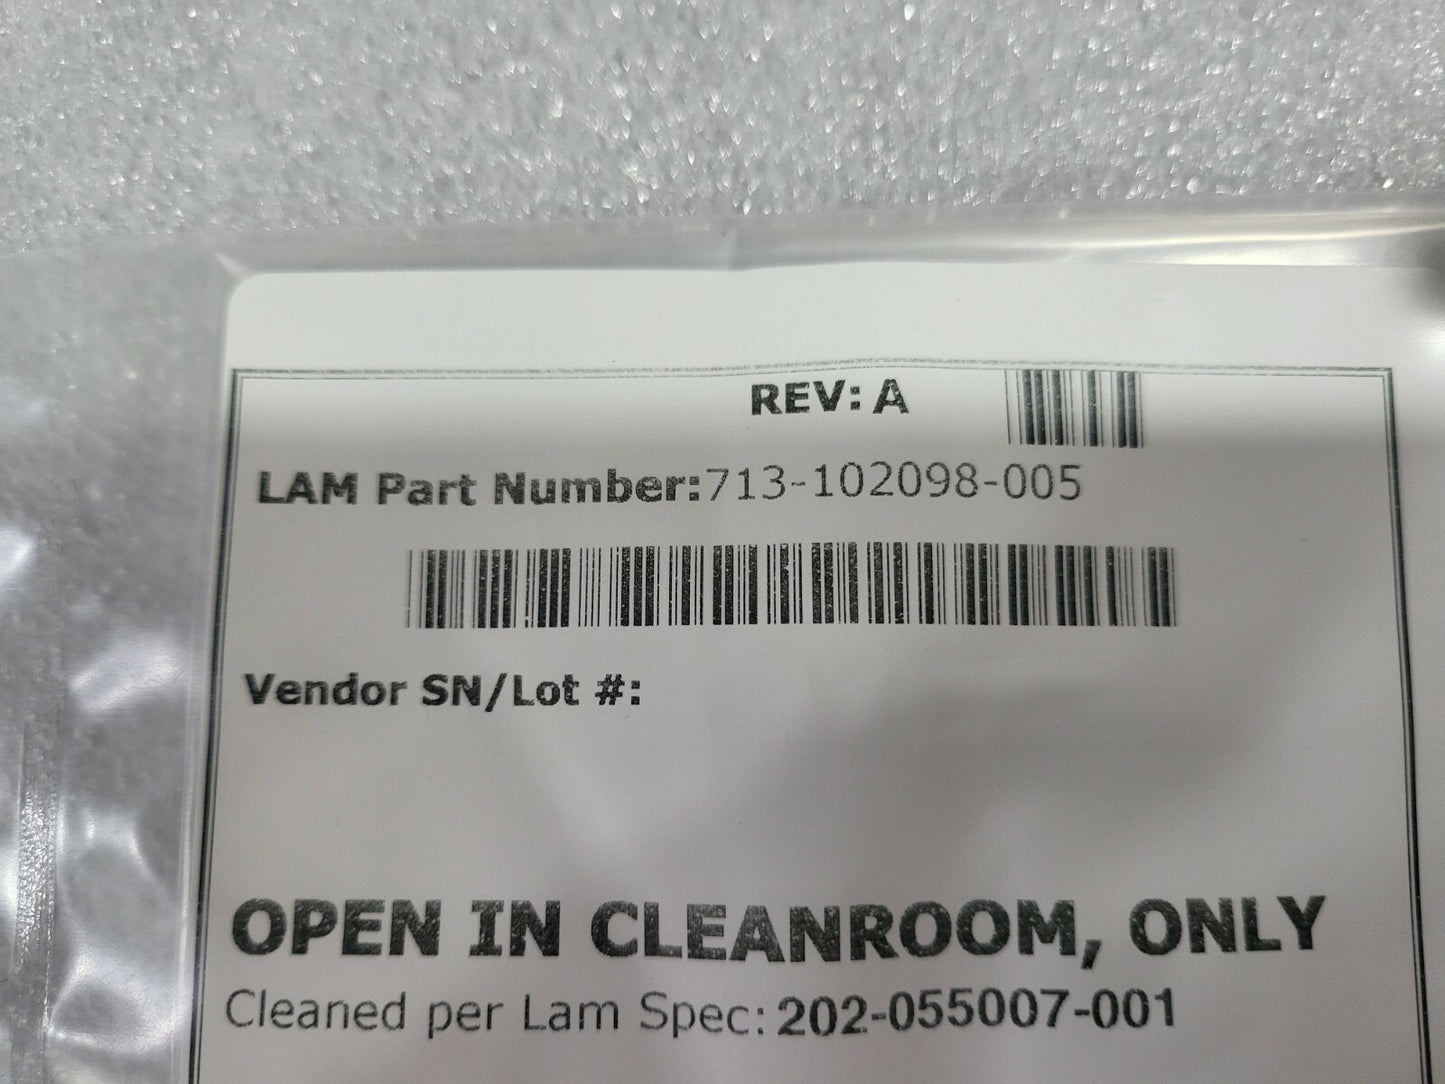 REV: A
LAM Part Number:713-102098-005
Vendor SN/Lot #:
OPEN IN CLEANROOM, ONLY
Cleaned per Lam Spec: 202-055007-001